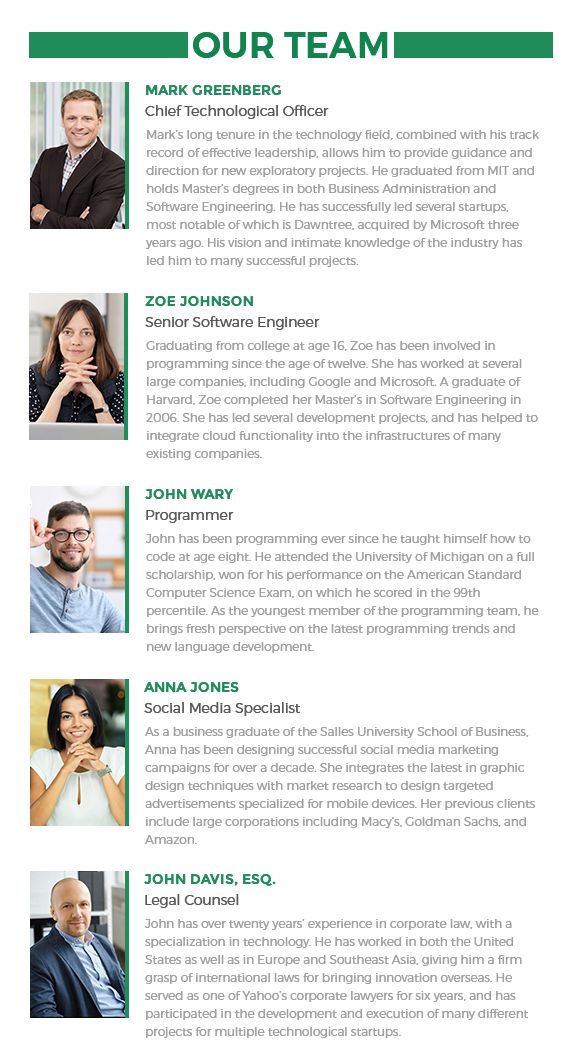 OUR TEAM
MARK GREENBERG
Chief Technological Officer
Mark's long tenure in the technology field, combined with his track
record of effective leadership, allows him to provide guidance and
direction for new exploratory projects. He graduated from MIT and
holds Master's degrees in both Business Administration and
Software Engineering. He has successfully led several startups,
most notable of which is Dawntree, acquired by Microsoft three
years ago. His vision and intimate knowledge of the industry has
led him to many successful projects.
ZOE JOHNSON
Senior Software Engineer
Graduating from college at age 16, Zoe has been involved in
programming since the age of twelve. She has worked at several
large companies, including Google and Microsoft. A graduate of
Harvard, Zoe completed her Master's in Software Engineering in
2006. She has led several development projects, and has helped to
integrate cloud functionality into the infrastructures of many
existing companies.
JOHN WARY
Programmer
John has been programming ever since he taught himself how to
code at age eight. He attended the University of Michigan on a full
scholarship, won for his performance on the American Standard
Computer Science Exam, on which he scored in the 99th
percentile. As the youngest member of the programming team, he
brings fresh perspective on the latest programming trends and
new language development.
ANNA JONES
Social Media Specialist
As a business graduate of the Salles University School of Business,
Anna has been designing successful social media marketing
campaigns for over a decade. She integrates the latest in graphic
design techniques with market research to design targeted
advertisements specialized for mobile devices. Her previous clients
include large corporations including Macy's, Goldman Sachs, and
Amazon.
JOHN DAVIS, ESQ.
Legal Counsel
John has over twenty years' experience in corporate law, with a
specialization in technology. He has worked in both the United
States as well as in Europe and Southeast Asia, giving him a firm
grasp of international laws for bringing innovation overseas. He
served as one of Yahoo's corporate lawyers for six years, and has
participated in the development and execution of many different
projects for multiple technological startups.